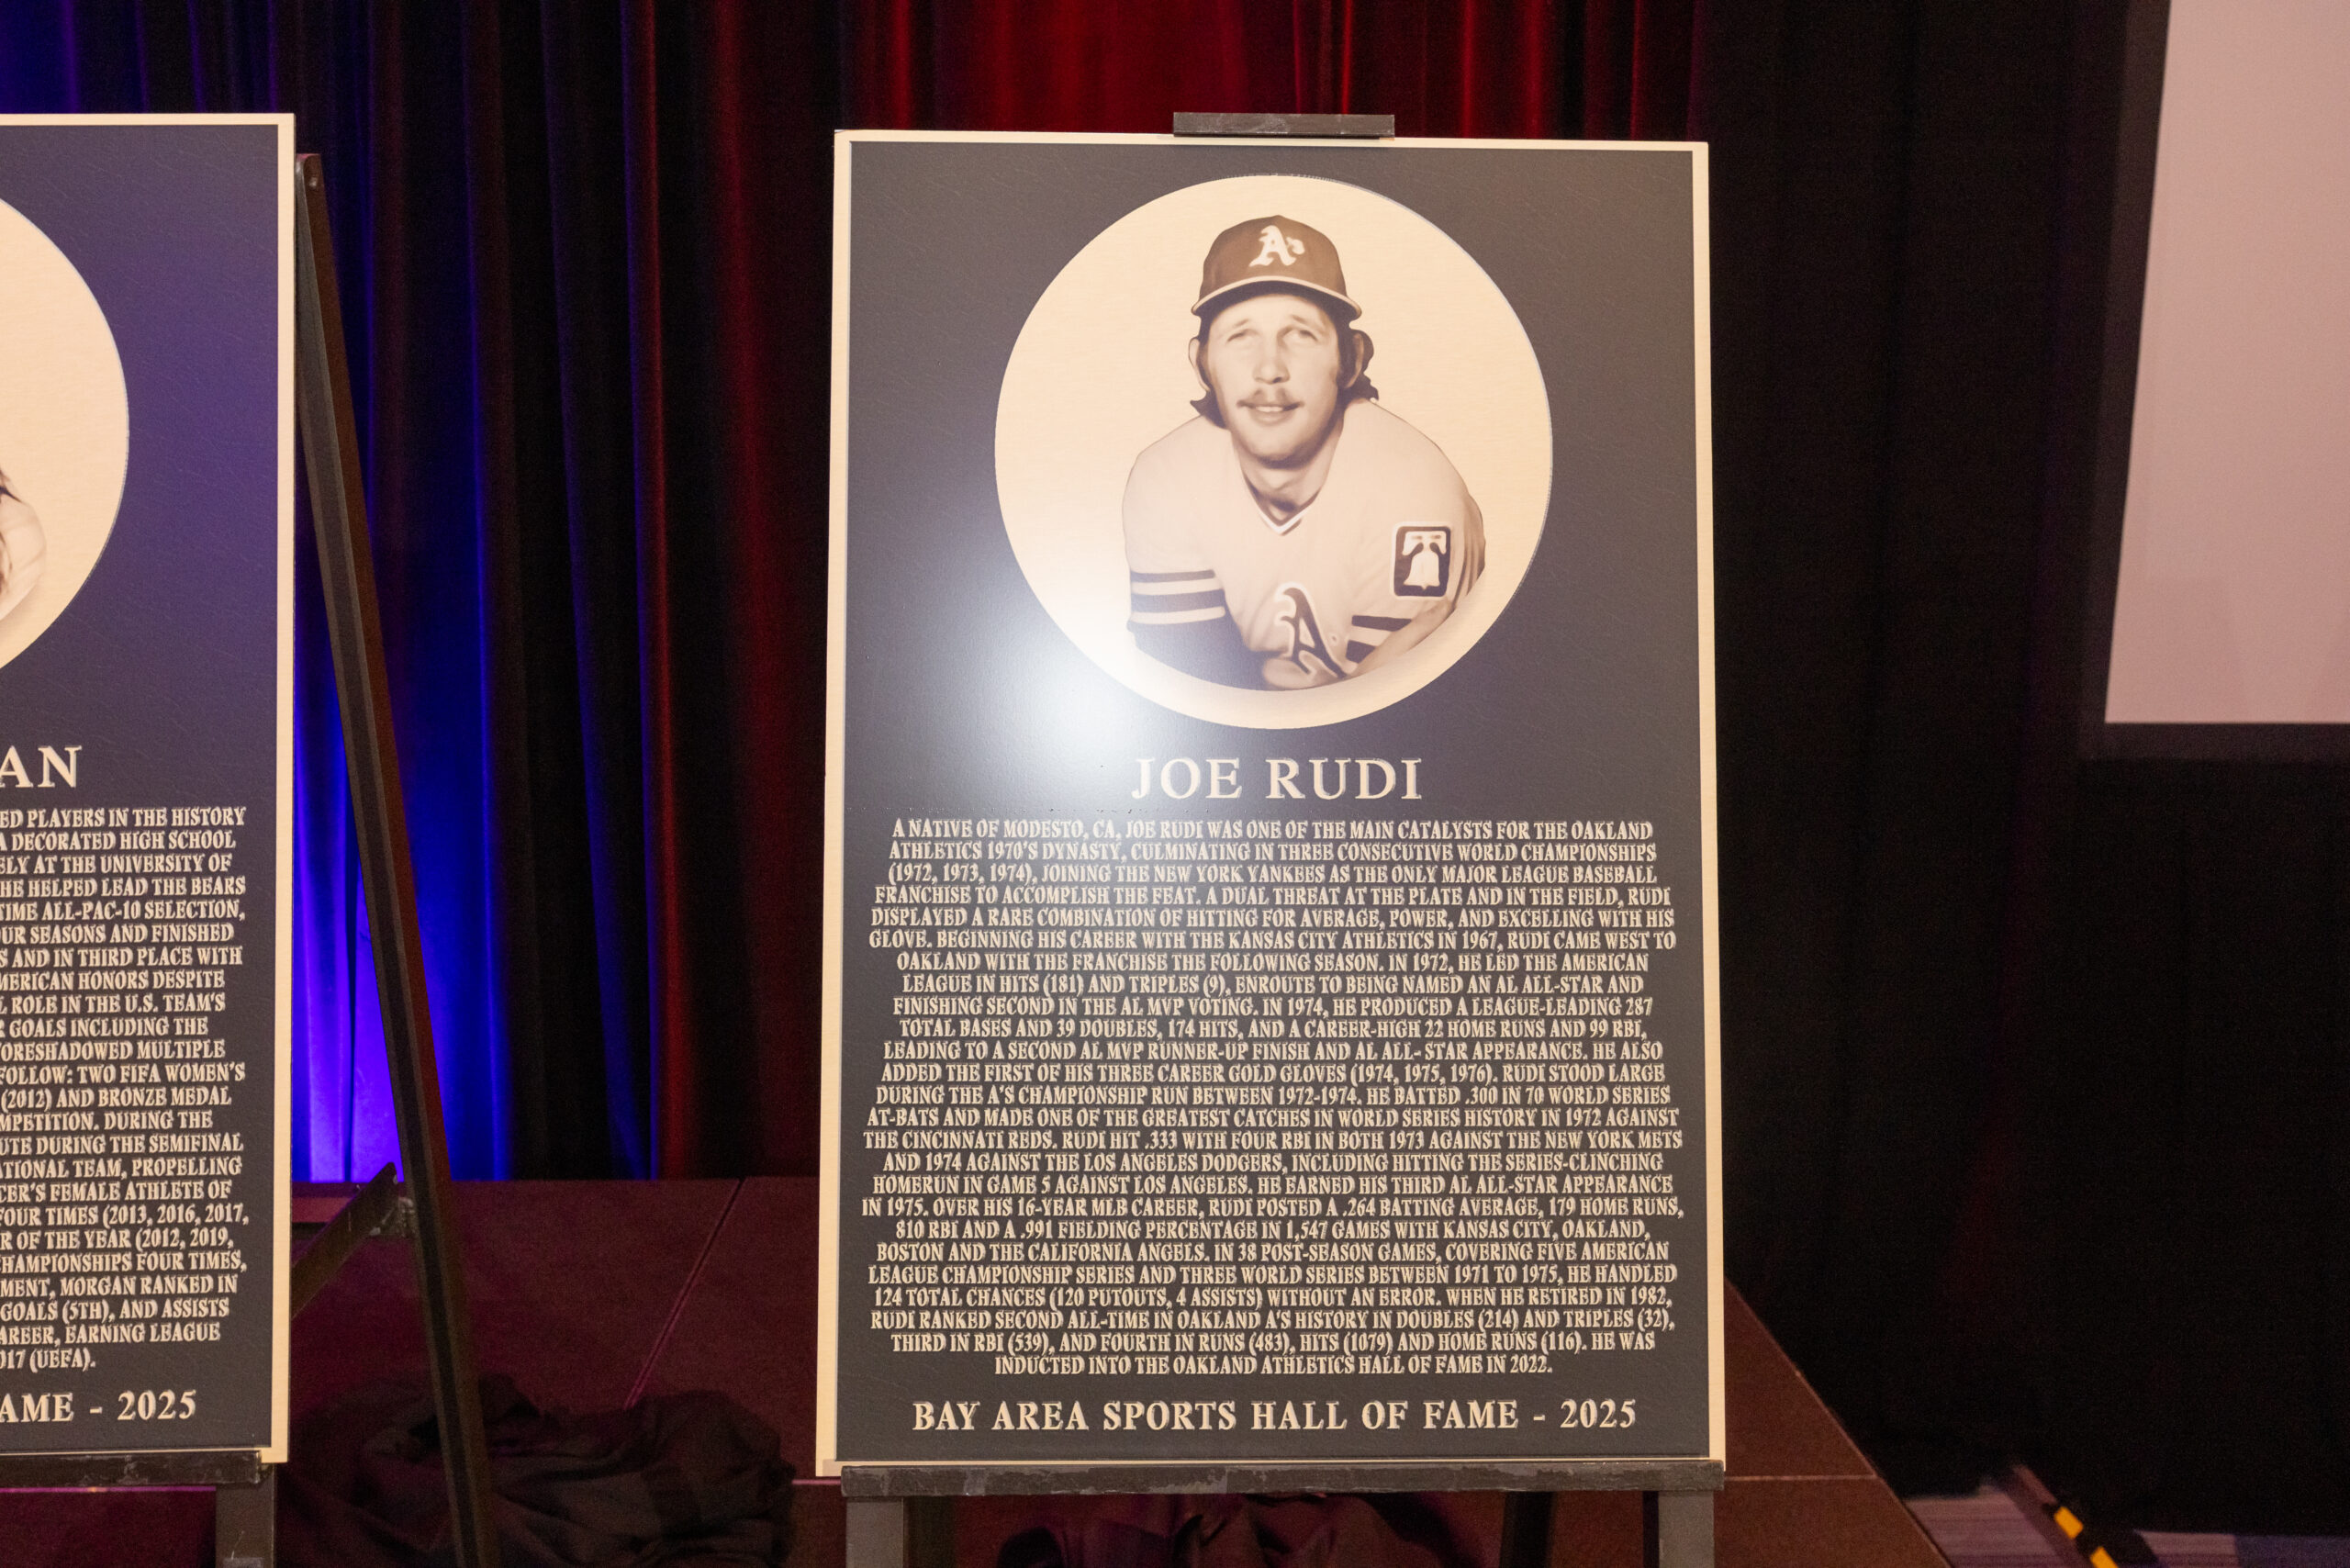 AN
ED PLAYERS IN THE HISTORY
A DECORATED HIGH SCHOOL
ELY AT THE UNIVERSITY OF
HE HELPED LEAD THE BEARS
TIME ALL-PAC-10 SELECTION,
OUR SEASONS AND FINISHED
S AND IN THIRD PLACE WITH
MERICAN HONORS DESPITE
L ROLE IN THE U.S. TEAM'S
R GOALS INCLUDING THE
FORESHADOWED MULTIPLE
FOLLOW: TWO FIFA WOMEN'S
(2012) AND BRONZE MEDAL
MPETITION. DURING THE
UTE DURING THE SEMIFINAL
ATIONAL TEAM, PROPELLING
CER'S FEMALE ATHLETE OF
FOUR TIMES (2013, 2016, 2017,
R OF THE YEAR (2012, 2019,
CHAMPIONSHIPS FOUR TIMES,
MENT, MORGAN RANKED IN
GOALS (5TH), AND ASSISTS
AREER, EARNING LEAGUE
017 (UEFA).
AME - 2025
A's
A
JOE RUDI
A NATIVE OF MODESTO, CA, JOE RUDI WAS ONE OF THE MAIN CATALYSTS FOR THE OAKLAND
ATHLETICS 1970'S DYNASTY, CULMINATING IN THREE CONSECUTIVE WORLD CHAMPIONSHIPS
(1972, 1973, 1974), JOINING THE NEW YORK YANKEES AS THE ONLY MAJOR LEAGUE BASEBALL
FRANCHISE TO ACCOMPLISH THE FEAT. A DUAL THREAT AT THE PLATE AND IN THE FIELD, RUDI
DISPLAYED A RARE COMBINATION OF HITTING FOR AVERAGE, POWER, AND EXCELLING WITH HIS
GLOVE. BEGINNING HIS CAREER WITH THE KANSAS CITY ATHLETICS IN 1967, RUDI CAME WEST TO
OAKLAND WITH THE FRANCHISE THE FOLLOWING SEASON. IN 1972, HE LED THE AMERICAN
LEAGUE IN HITS (181) AND TRIPLES (9), ENROUTE TO BEING NAMED AN AL ALL-STAR AND
FINISHING SECOND IN THE AL MVP VOTING. IN 1974, HE PRODUCED A LEAGUE-LEADING 287
TOTAL BASES AND 39 DOUBLES, 174 HITS, AND A CAREER-HIGH 22 HOME RUNS AND 99 RBI,
LEADING TO A SECOND AL MVP RUNNER-UP FINISH AND AL ALL- STAR APPEARANCE. HE ALSO
ADDED THE FIRST OF HIS THREE CAREER GOLD GLOVES (1974, 1975, 1976). RUDI STOOD LARGE
DURING THE A'S CHAMPIONSHIP RUN BETWEEN 1972-1974. HE BATTED .300 IN 70 WORLD SERIES
AT-BATS AND MADE ONE OF THE GREATEST CATCHES IN WORLD SERIES HISTORY IN 1972 AGAINST
THE CINCINNATI REDS. RUDI HIT .333 WITH FOUR RBI IN BOTH 1973 AGAINST THE NEW YORK METS
AND 1974 AGAINST THE LOS ANGELES DODGERS, INCLUDING HITTING THE SERIES-CLINCHING
HOMERUN IN GAME 5 AGAINST LOS ANGELES. HE EARNED HIS THIRD AL ALL-STAR APPEARANCE
IN 1975. OVER HIS 16-YEAR MLB CAREER, RUDI POSTED A .264 BATTING AVERAGE, 179 HOME RUNS,
810 RBI AND A .991 FIELDING PERCENTAGE IN 1,547 GAMES WITH KANSAS CITY, OAKLAND,
BOSTON AND THE CALIFORNIA ANGELS. IN 38 POST-SEASON GAMES, COVERING FIVE AMERICAN
LEAGUE CHAMPIONSHIP SERIES AND THREE WORLD SERIES BETWEEN 1971 TO 1975, HE HANDLED
124 TOTAL CHANCES (120 PUTOUTS, 4 ASSISTS) WITHOUT AN ERROR. WHEN HE RETIRED IN 1982,
RUDI RANKED SECOND ALL-TIME IN OAKLAND A'S HISTORY IN DOUBLES (214) AND TRIPLES (32),
THIRD IN RBI (539), AND FOURTH IN RUNS (483), HITS (1079) AND HOME RUNS (116). HE WAS
INDUCTED INTO THE OAKLAND ATHLETICS HALL OF FAME IN 2022.
BAY AREA SPORTS HALL OF FAME - 2025